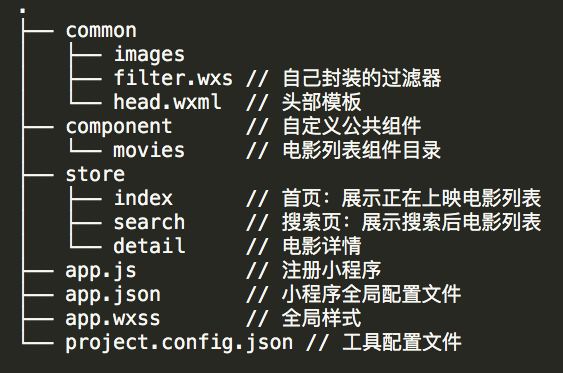 .
├── common
│   ├── images
│   ├── filter.wxs // 自己封装的过滤器
│   └── head.wxml  // 头部模板
├── component      // 自定义公共组件
│   └── movies     // 电影列表组件目录
├── store
│   ├── index      // 首页：展示正在上映电影列表
│   ├── search     // 搜索页：展示搜索后电影列表
│   └── detail     // 电影详情
├── app.js         // 注册小程序
├── app.json       // 小程序全局配置文件
├── app.wxss       // 全局样式
└── project.config.json // 工具配置文件